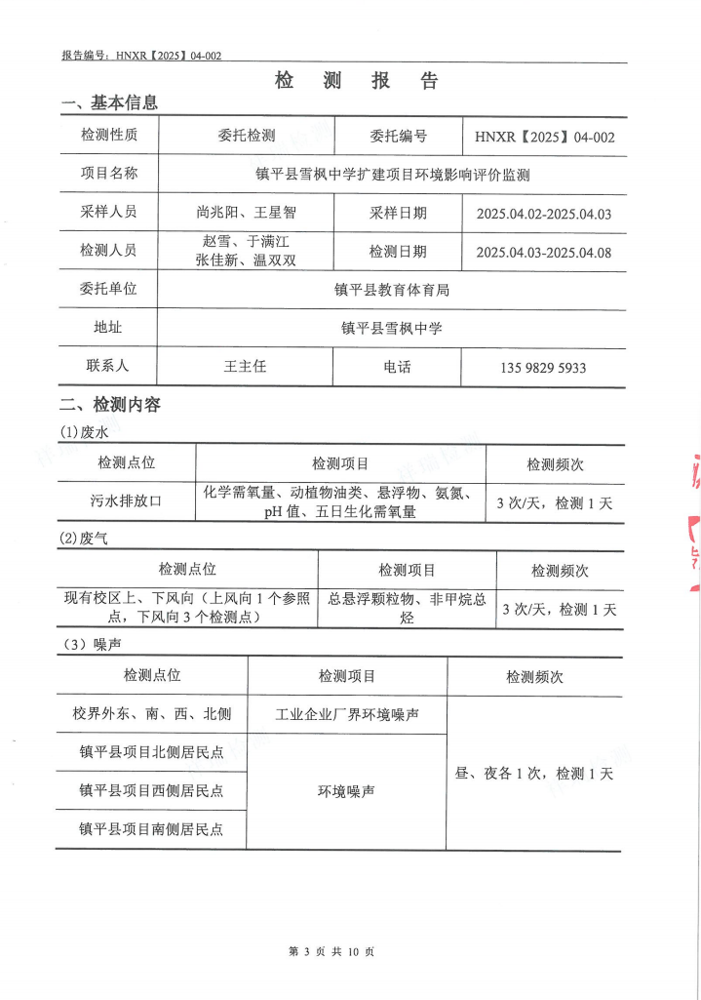 报告编号：HNXR【2025】04-002
检 测 报 告
一、基本信息
检测性质 委托检测 委托编号 HNXR【2025】04-002
项目名称 镇平县雪枫中学扩建项目环境影响评价监测
采样人员 尚兆阳、王星智 采样日期 2025.04.02-2025.04.03
检测人员 赵雪、于满江
张佳新、温双双 检测日期 2025.04.03-2025.04.08
委托单位 镇平县教育体育局
地址 镇平县雪枫中学
联系人 王主任 电话 135 9829 5933
二、检测内容
(1)废水
检测点位 检测项目 检测频次
污水排放口 化学需氧量、动植物油类、悬浮物、氨氮、
pH 值、五日生化需氧量 3 次/天，检测 1 天
(2)废气
检测点位 检测项目 检测频次
现有校区上、下风向（上风向 1 个参照
点，下风向 3 个检测点） 总悬浮颗粒物、非甲烷总
烃 3 次/天，检测 1 天
（3）噪声
检测点位 检测项目 检测频次
校界外东、南、西、北侧 工业企业厂界环境噪声
镇平县项目北侧居民点
镇平县项目西侧居民点 环境噪声 昼、夜各 1 次，检测 1 天
镇平县项目南侧居民点
第 3 页 共 10 页